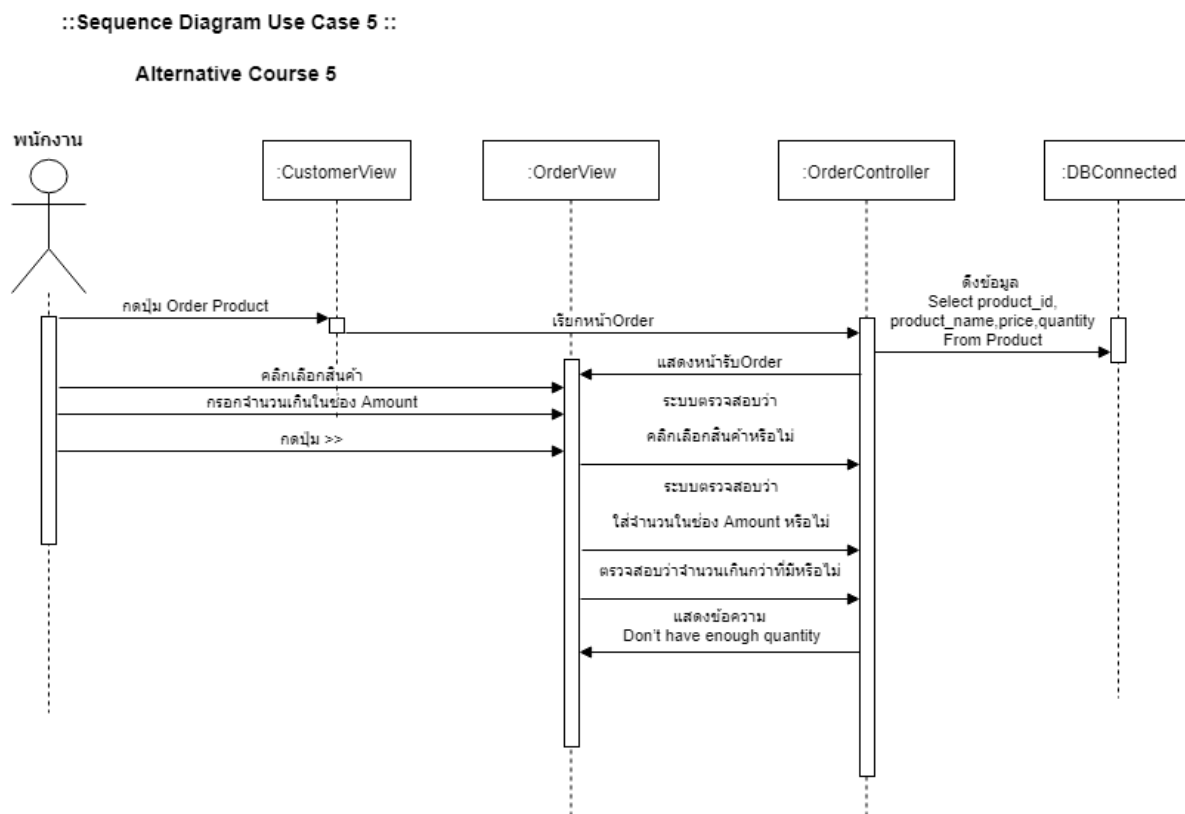 ::Sequence Diagram Use Case 5 ::
Alternative Course 5
พนักงาน
:CustomerView
:OrderView
:OrderController
:DBConnected
กดปุ่ม Order Product
เรียกหน้าOrder
ดึงข้อมูล
Select product_id,
product_name,price,quantity
From Product
แสดงหน้ารับOrder
คลิกเลือกสินค้า
กรอกจำนวนเกินในช่อง Amount
กดปุ่ม >>
ระบบตรวจสอบว่า
คลิกเลือกสินค้าหรือไม่
ระบบตรวจสอบว่า
ใส่จำนวนในช่อง Amount หรือไม่
ตรวจสอบว่าจำนวนเกินกว่าที่มีหรือไม่
แสดงข้อความ
Don't have enough quantity